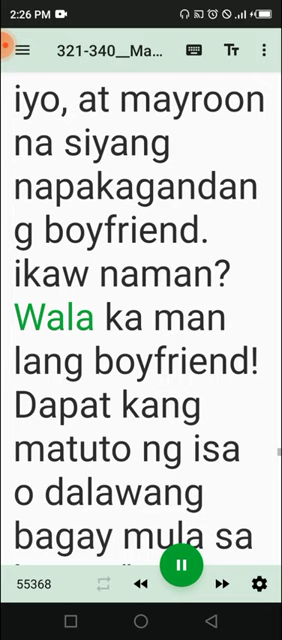 2:26 PM
321-340__Ma...
iyo, at mayroon
na siyang
napakagandan
g boyfriend.
ikaw naman?
Wala ka man
lang boyfriend!
Dapat kang
matuto ng isa
o dalawang
bagay mula sa
55368